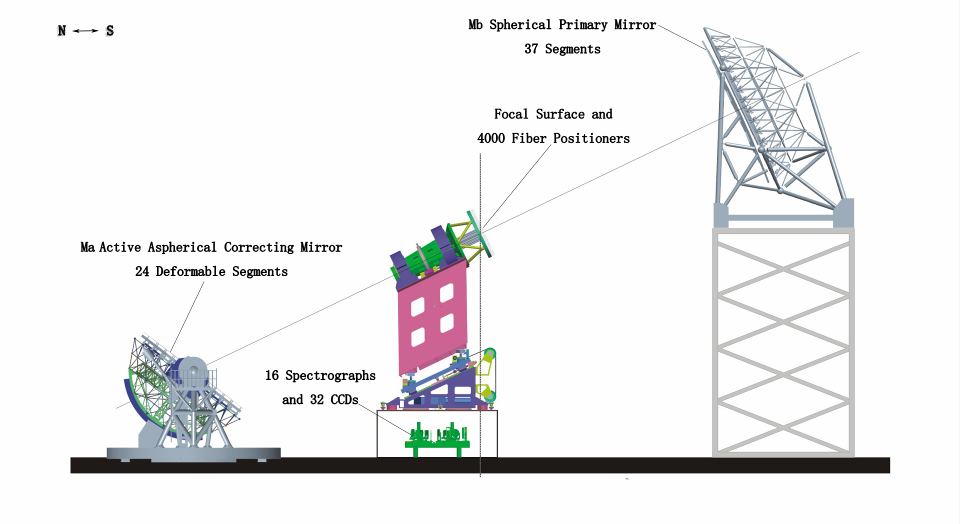 N ←→ S
Mb Spherical Primary Mirror
37 Segments
Focal Surface and
4000 Fiber Positioners
Ma Active Aspherical Correcting Mirror
24 Deformable Segments
16 Spectrographs
and 32 CCDs